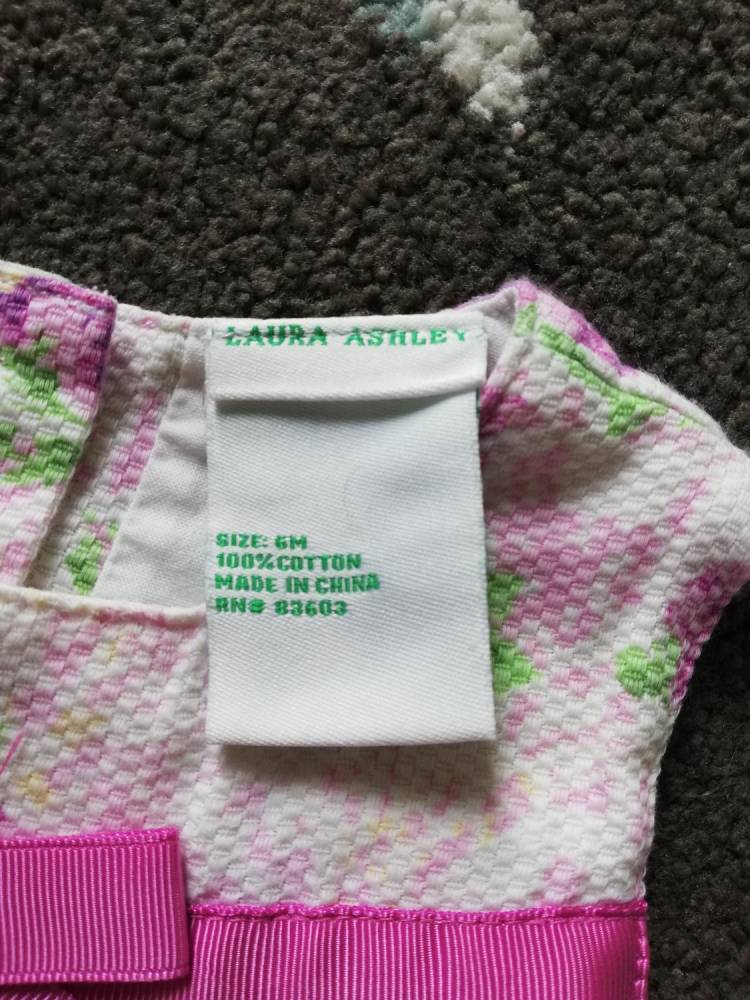 LAURA ASHLEY
SIZE: 6M
100%COTTON
MADE IN CHINA
RN# 83603